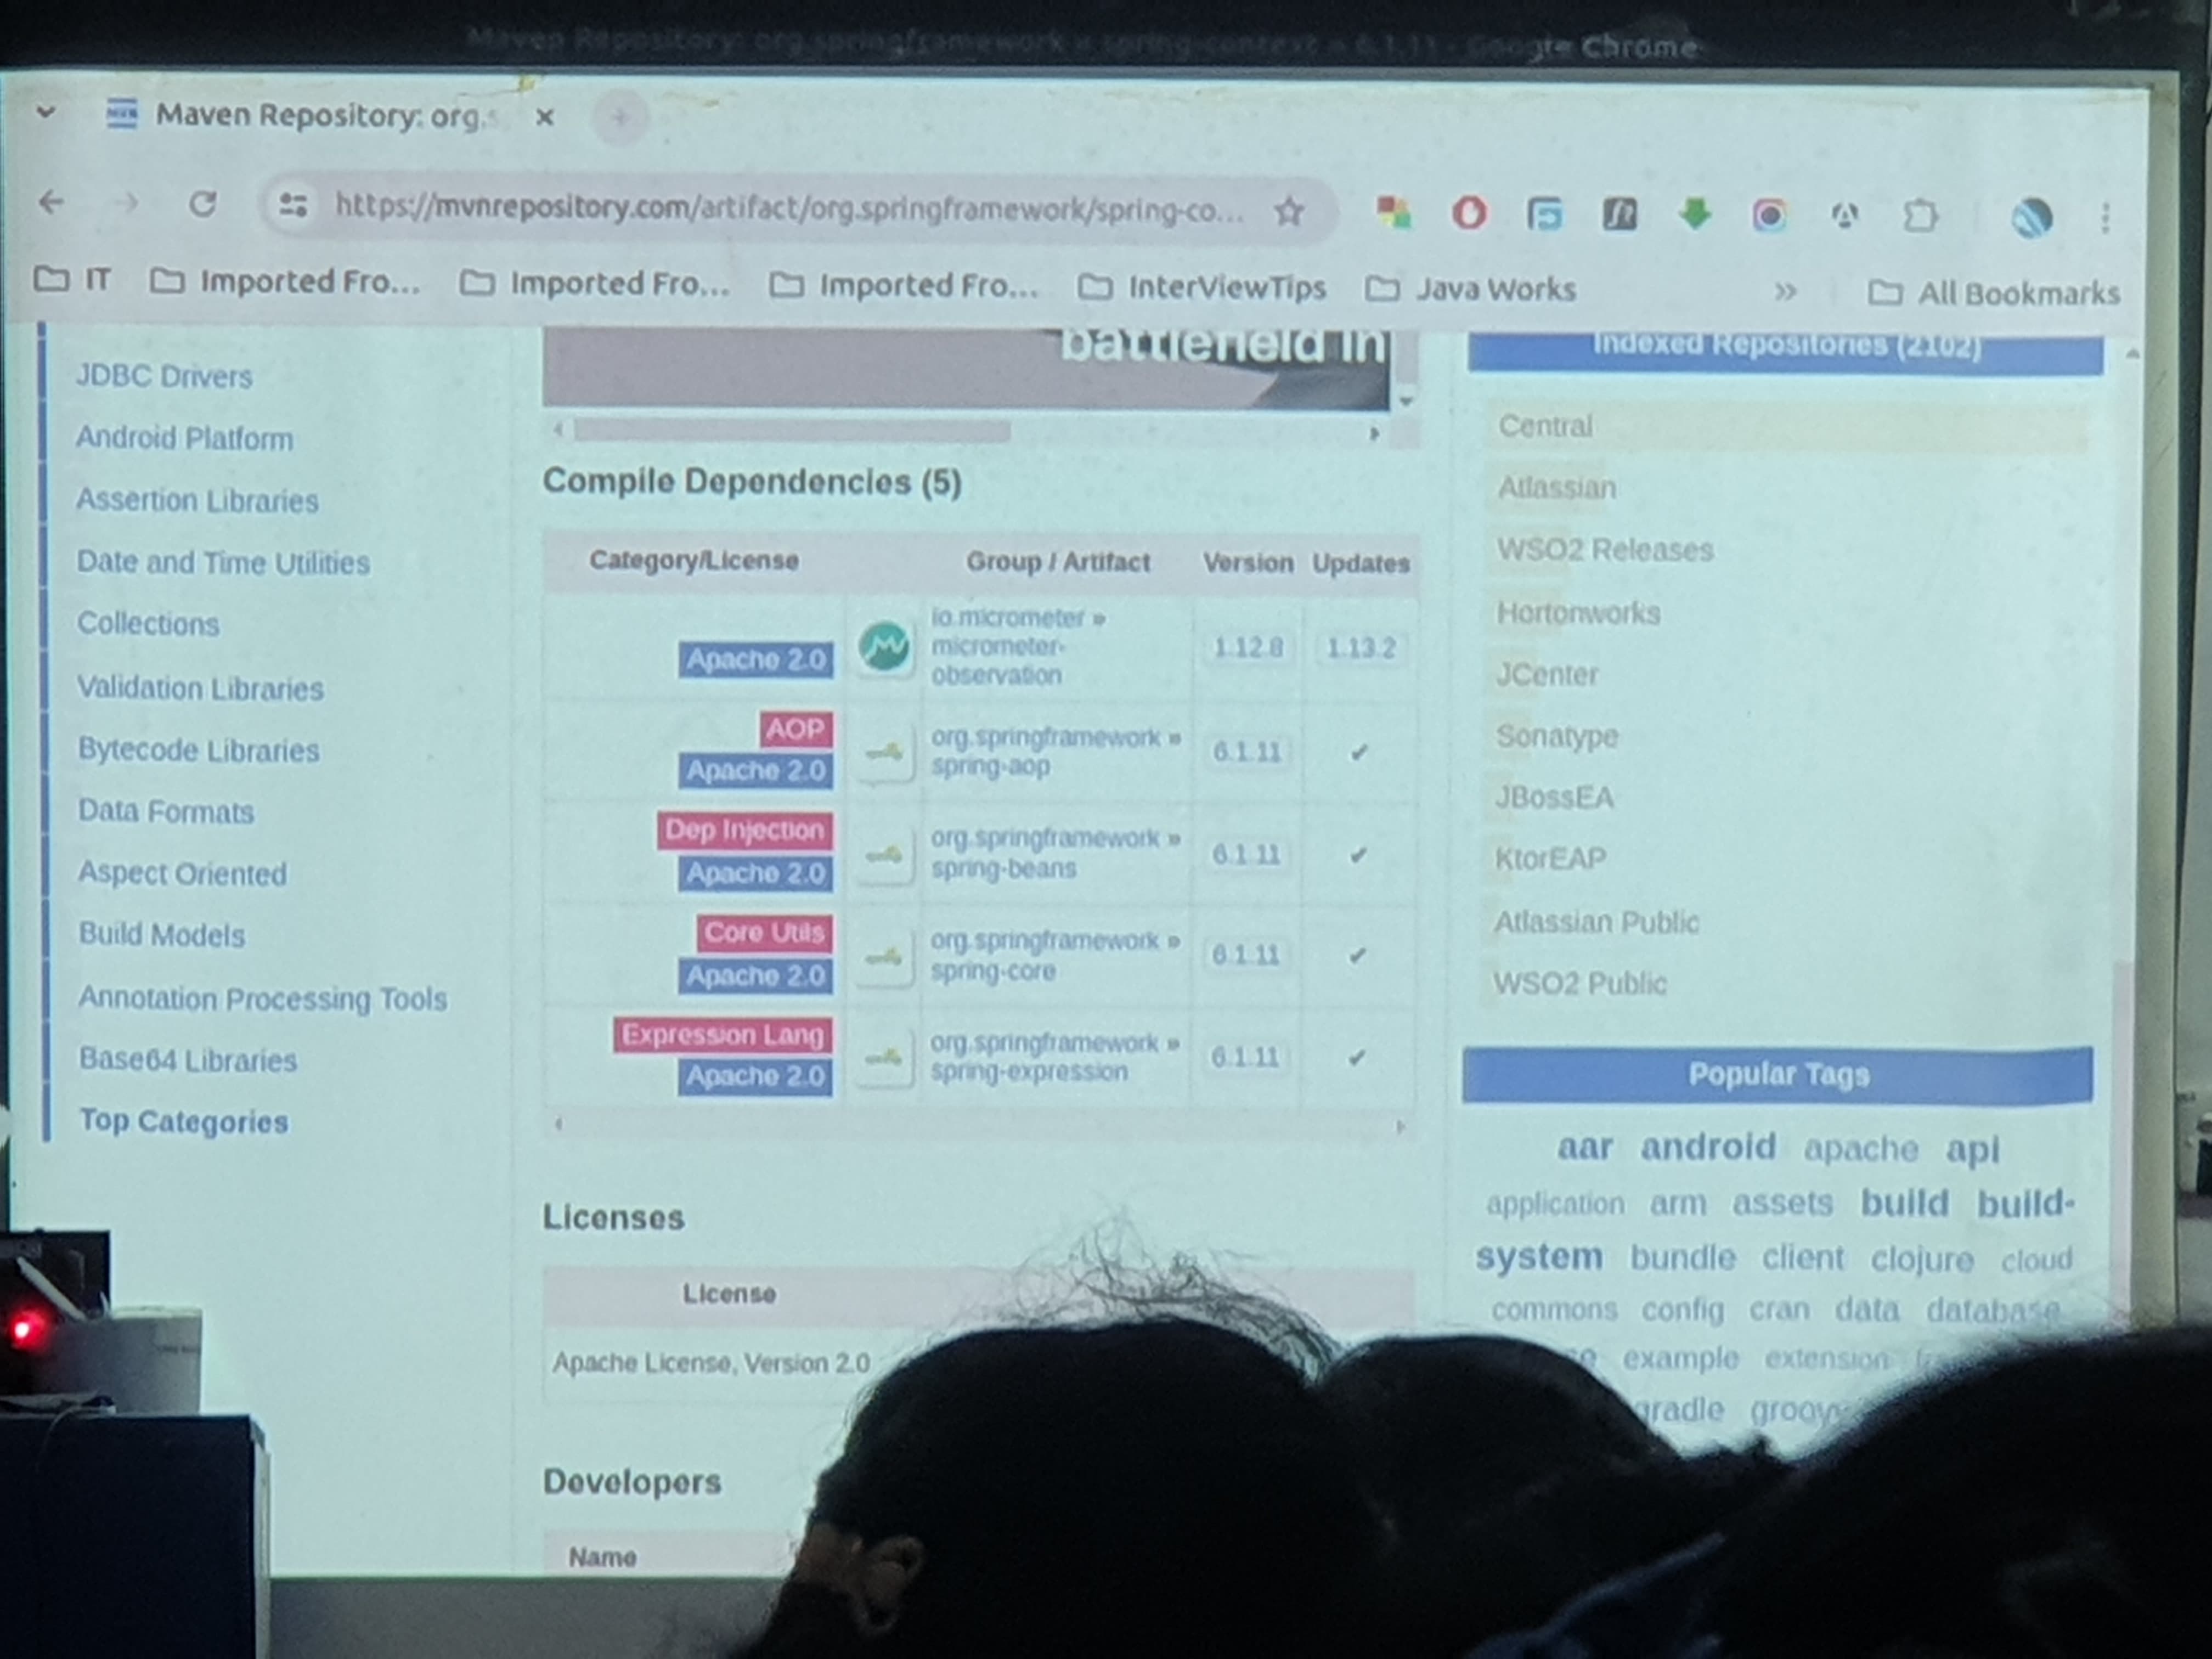 Maven Repository: org.springframework » spring-context » 6.1.11 - Google Chrome
Maven Repository: org.s
https://mvnrepository.com/artifact/org.springframework/spring-co...
IT Imported Fro... Imported Fro... Imported Fro... InterViewTips Java Works » All Bookmarks
JDBC Drivers
Android Platform
Assertion Libraries
Date and Time Utilities
Collections
Validation Libraries
Bytecode Libraries
Data Formats
Aspect Oriented
Build Models
Annotation Processing Tools
Base64 Libraries
Top Categories
battlefield in
Compile Dependencies (5)
Category/License Group / Artifact Version Updates
Apache 2.0 io.micrometer » 1.12.8 1.13.2
micrometer-
observation
AOP
Apache 2.0 org.springframework » 6.1.11 ✔
spring-aop
Dep Injection
Apache 2.0 org.springframework » 6.1.11 ✔
spring-beans
Core Utils
Apache 2.0 org.springframework » 6.1.11 ✔
spring-core
Expression Lang
Apache 2.0 org.springframework » 6.1.11 ✔
spring-expression
Licenses
License
Apache License, Version 2.0
Developers
Name
Indexed Repositories (2102)
Central
Atlassian
WSO2 Releases
Hortonworks
JCenter
Sonatype
JBossEA
KtorEAP
Atlassian Public
WSO2 Public
Popular Tags
aar android apache api
application arm assets build build-
system bundle client clojure cloud
commons config cran data database
example extension
gradle